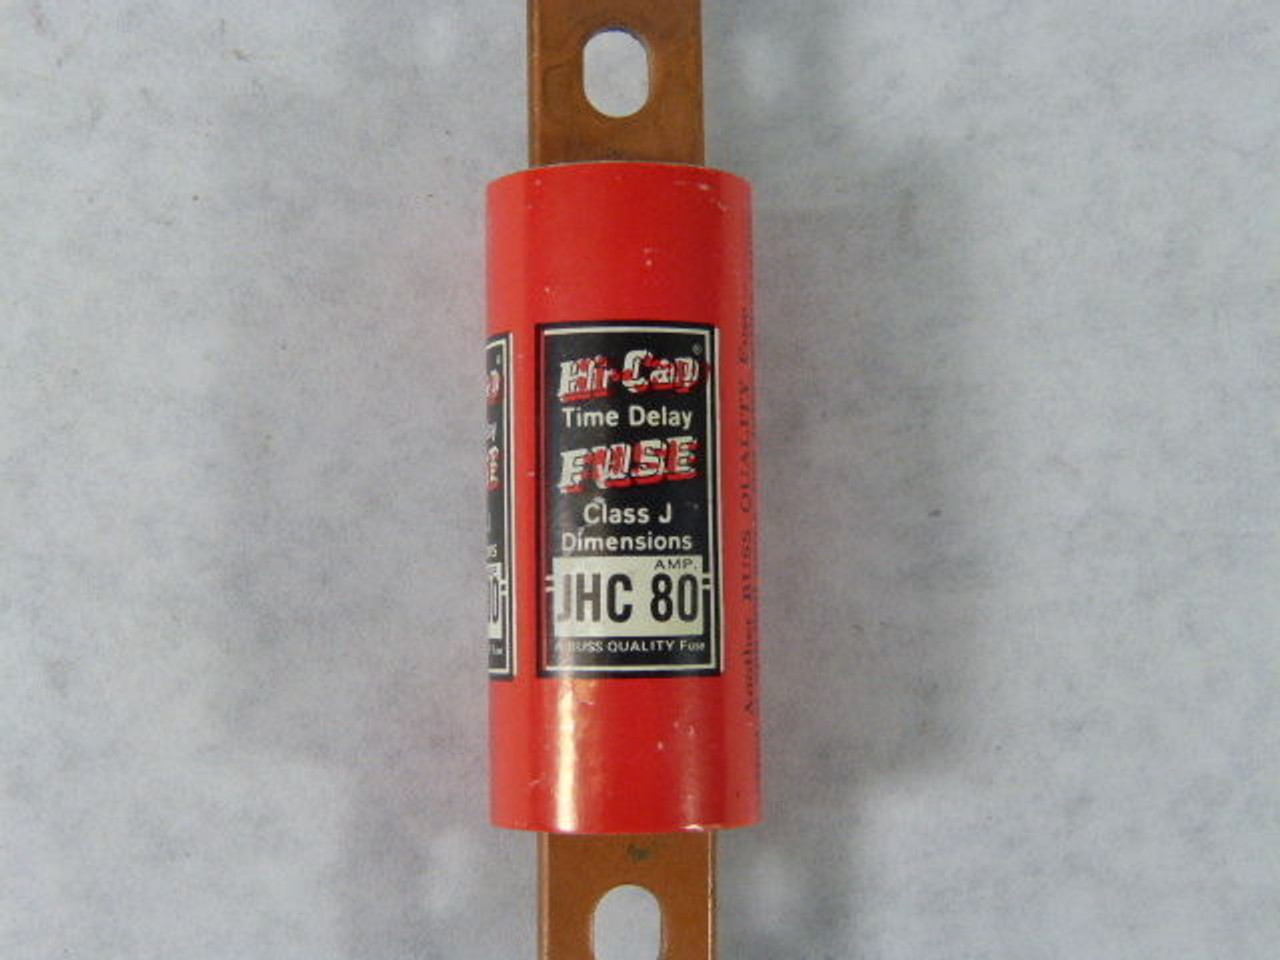 Hi-Cap®
Time Delay
FUSE
Class J
Dimensions
AMP.
JHC 80
A BUSS QUALITY Fuse
Another BUSS QUALITY Fuse